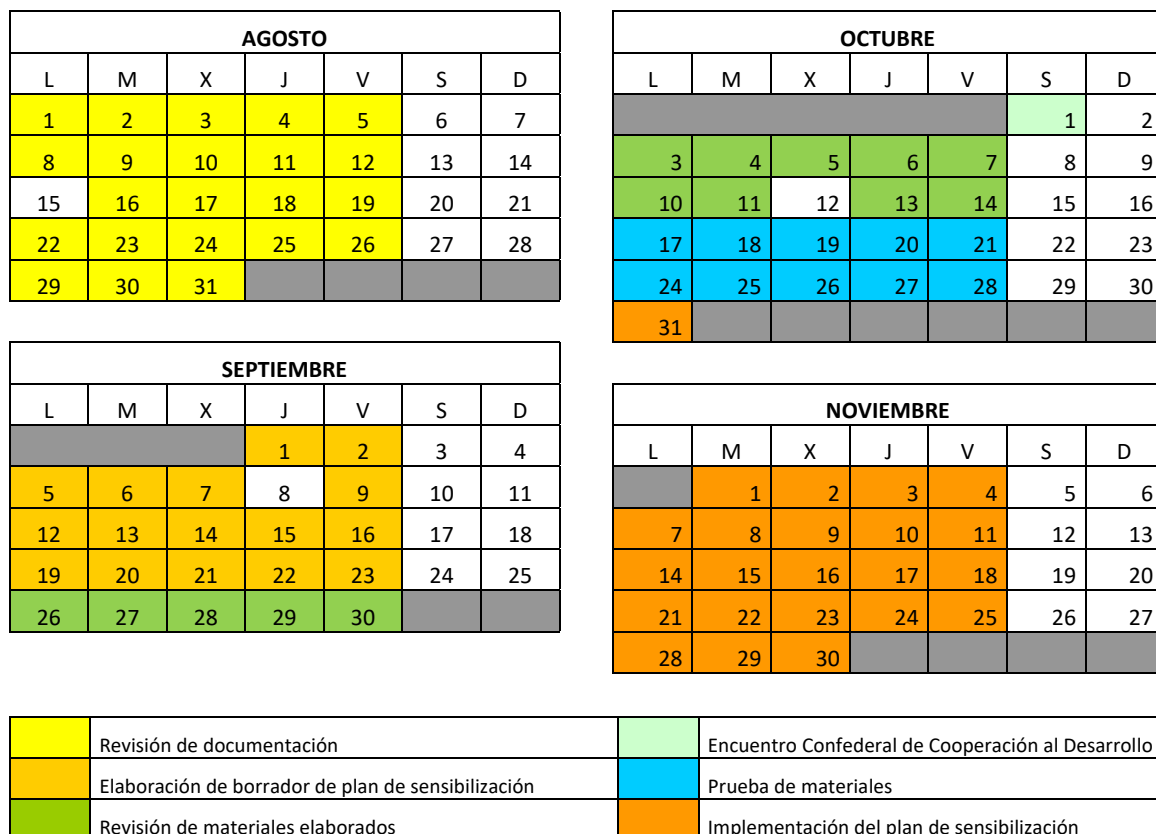 AGOSTO
L M X J V S D
1 2 3 4 5 6 7
8 9 10 11 12 13 14
15 16 17 18 19 20 21
22 23 24 25 26 27 28
29 30 31
SEPTIEMBRE
L M X J V S D
1 2 3 4
5 6 7 8 9 10 11
12 13 14 15 16 17 18
19 20 21 22 23 24 25
26 27 28 29 30
OCTUBRE
L M X J V S D
1 2
3 4 5 6 7 8 9
10 11 12 13 14 15 16
17 18 19 20 21 22 23
24 25 26 27 28 29 30
31
NOVIEMBRE
L M X J V S D
1 2 3 4 5 6
7 8 9 10 11 12 13
14 15 16 17 18 19 20
21 22 23 24 25 26 27
28 29 30
Revisión de documentación
Encuentro Confederal de Cooperación al Desarrollo
Elaboración de borrador de plan de sensibilización
Prueba de materiales
Revisión de materiales elaborados
Implementación del plan de sensibilización